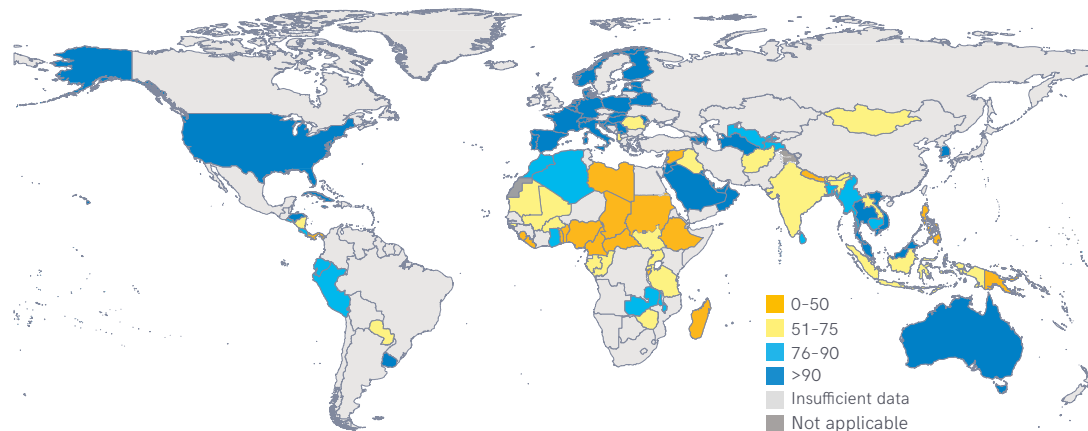 0–50
51–75
76–90
>90
Insufficient data
Not applicable